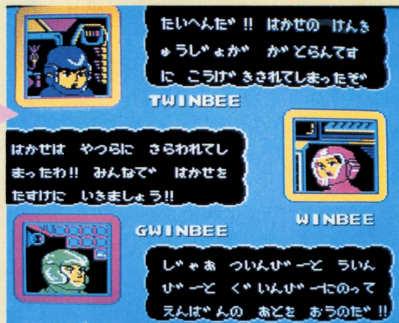 たいへんだ!! はかせの けんき
ゅうじょが がとらんてす
に こうげきされてしまったぞ
TWINBEE
はかせは やつらに さらわれてし
まったわ!! みんなで はかせを
たすけに いきましょう!!
WINBEE
GWINBEE
じゃあ ついんびーと ういん
びーと ぐいんびーにのって
えんばんの あとを おうのだ!!